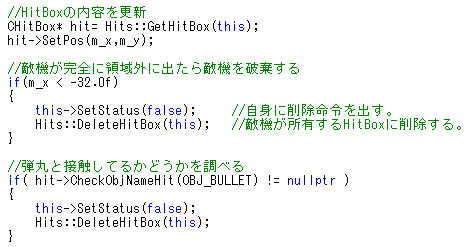 //HitBoxの内容を更新
CHitBox* hit= Hits::GetHitBox(this);
hit->SetPos(m_x,m_y);

//敵機が完全に領域外に出たら敵機を破棄する
if(m_x < -32.0f)
{
    this->SetStatus(false);    //自身に削除命令を出す。
    Hits::DeleteHitBox(this);  //敵機が所有するHitBoxに削除する。
}

//弾丸と接触してるかどうかを調べる
if( hit->CheckObjNameHit(OBJ_BULLET) != nullptr )
{
    this->SetStatus(false);
    Hits::DeleteHitBox(this);
}